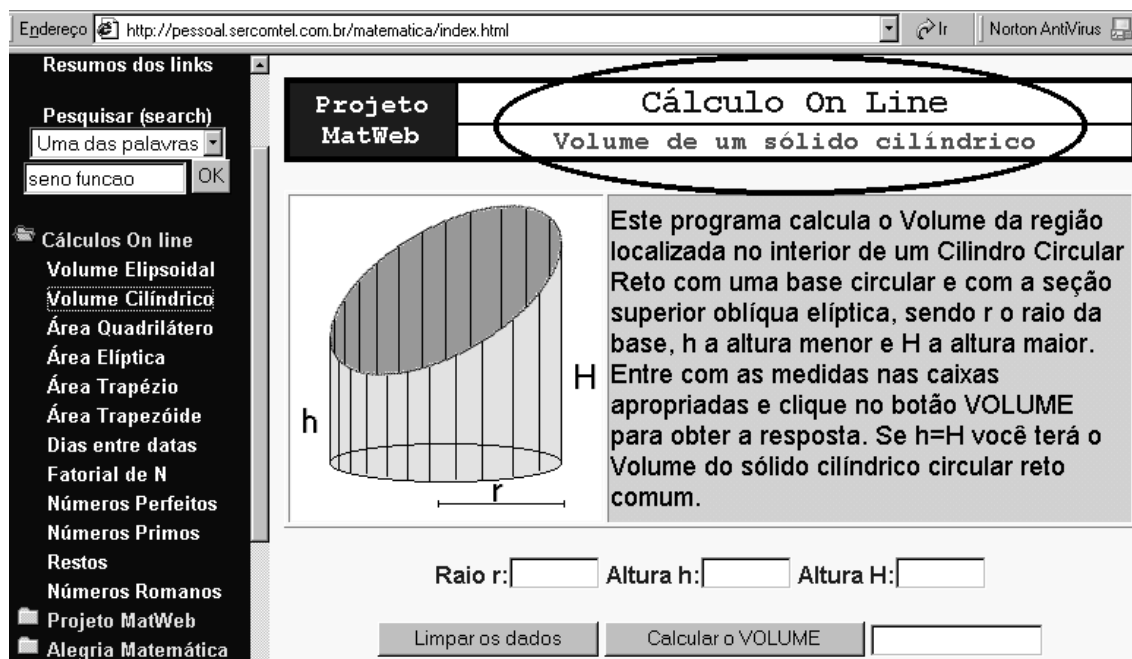 Endereço http://pessoal.sercomtel.com.br/matematica/index.html Ir Norton AntiVirus
Resumos dos links
Pesquisar (search)
Uma das palavras
seno funcao OK
Cálculos On line
Volume Elipsoidal
Volume Cilíndrico
Área Quadrilátero
Área Elíptica
Área Trapézio
Área Trapezóide
Dias entre datas
Fatorial de N
Números Perfeitos
Números Primos
Restos
Números Romanos
Projeto MatWeb
Alegria Matemática
Projeto
MatWeb
Cálculo On Line
Volume de um sólido cilíndrico
h
H
r
Este programa calcula o Volume da região
localizada no interior de um Cilindro Circular
Reto com uma base circular e com a seção
superior oblíqua elíptica, sendo r o raio da
base, h a altura menor e H a altura maior.
Entre com as medidas nas caixas
apropriadas e clique no botão VOLUME
para obter a resposta. Se h=H você terá o
Volume do sólido cilíndrico circular reto
comum.
Raio r: Altura h: Altura H:
Limpar os dados Calcular o VOLUME